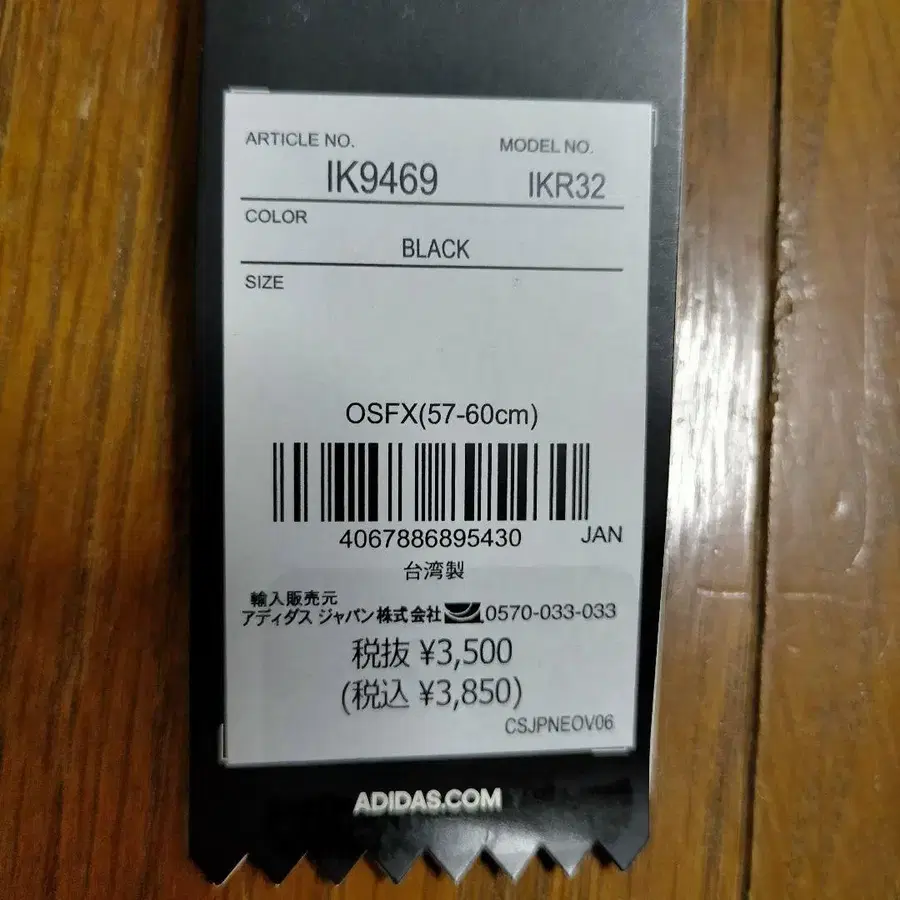 ARTICLE NO. MODEL NO.
IK9469 IKR32
COLOR
BLACK
SIZE
OSFX(57-60cm)
4067886895430 JAN
台湾製
輸入販売元
アディダス ジャパン株式会社 0570-033-033
税抜 ¥3,500
(税込 ¥3,850)
CSJPNEOV06
ADIDAS.COM